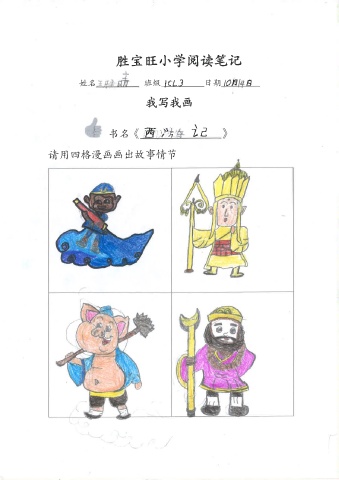 胜宝旺小学阅读笔记
姓名 班级 1CL3 日期 10月14日
我写我画
书名《 西游记 》
请用四格漫画画出故事情节